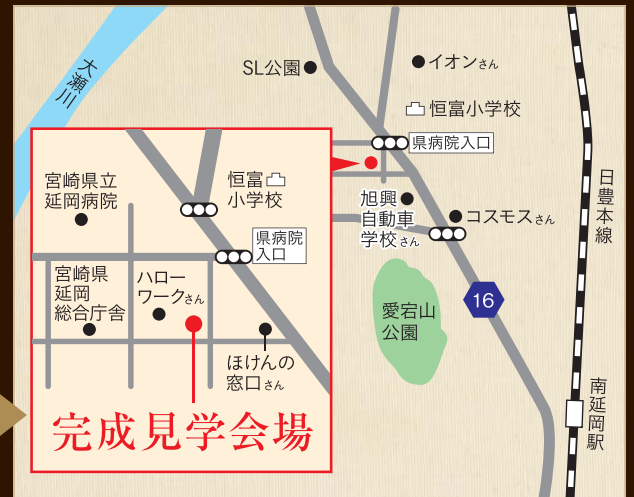 大瀬川
SL公園
イオンさん
恒富小学校
県病院入口
旭興
自動車
学校さん
コスモスさん
日豊本線
16
愛宕山
公園
南延岡駅
宮崎県立
延岡病院
恒富
小学校
県病院
入口
宮崎県
延岡
総合庁舎
ハロー
ワークさん
ほけんの
窓口さん
完成見学会場